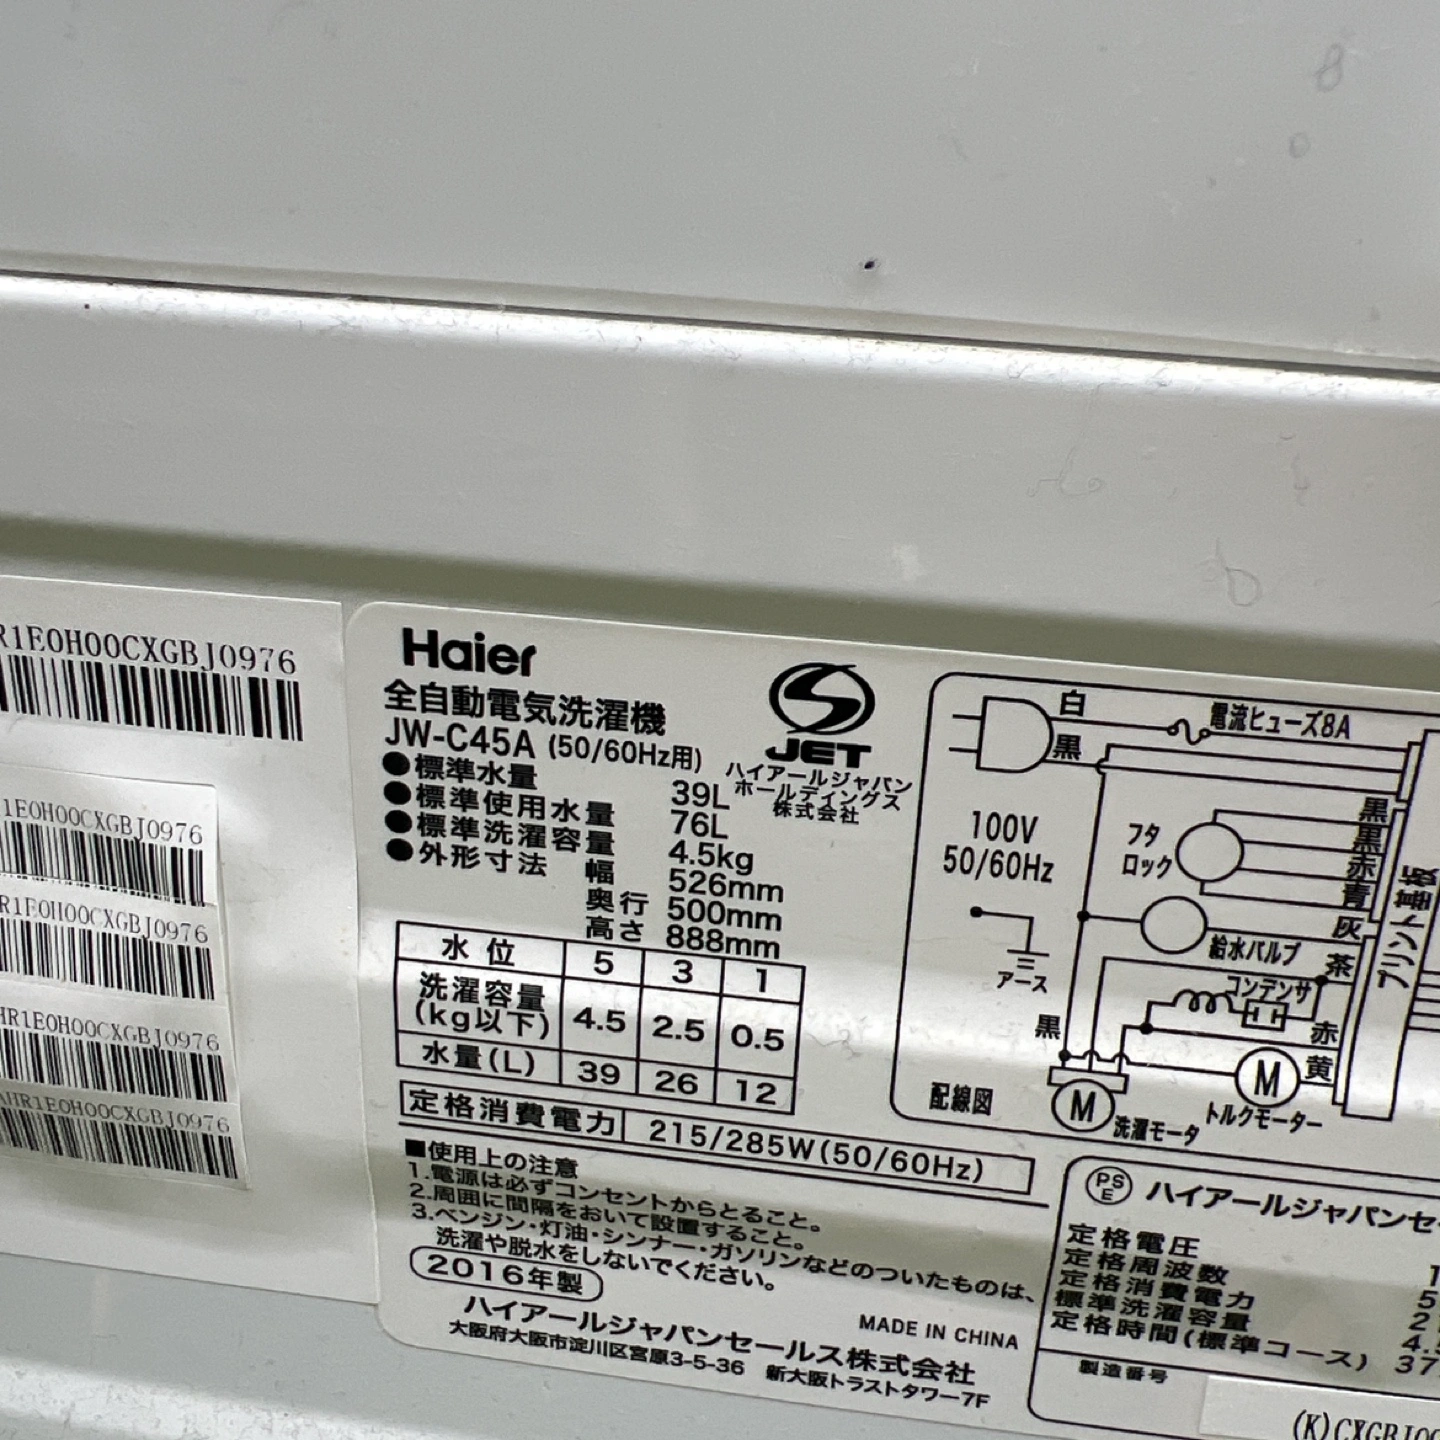 R1E0H00CXGBJ0976
1E0H00CXGBJ0976
R1E0H00CXGBJ0976
HR1E0H00CXGBJ0976
HR1E0H00CXGBJ0976
Haier
全自動電気洗濯機
JW-C45A (50/60Hz用)
●標準水量 39L
●標準使用水量 76L
●標準洗濯容量 4.5kg
●外形寸法 幅 526mm
奥行 500mm
高さ 888mm
JET
ハイアールジャパン
ホールディングス
株式会社
水位 5 3 1
洗濯容量
(kg以下) 4.5 2.5 0.5
水量(L) 39 26 12
定格消費電力 215/285W(50/60Hz)
■使用上の注意
1.電源は必ずコンセントからとること。
2.周囲に間隔をおいて設置すること。
3.ベンジン・灯油・シンナー・ガソリンなどのついたものは、
洗濯や脱水をしないでください。
2016年製
ハイアールジャパンセールス株式会社
大阪府大阪市淀川区宮原3-5-36 新大阪トラストタワー7F
MADE IN CHINA
白
黒
電流ヒューズ8A
100V
50/60Hz
フタ
ロック
黒
黒
赤
青
灰
給水バルブ
茶
アース
コンデンサ
黒
赤
黄
プリント基板
配線図
M
洗濯モータ
M
トルクモーター
PS
E
ハイアールジャパンセ
定格電圧 1
定格周波数 5
定格消費電力 21
標準洗濯容量 4.5
定格時間(標準コース) 37
製造番号
(K)CXGBJ00